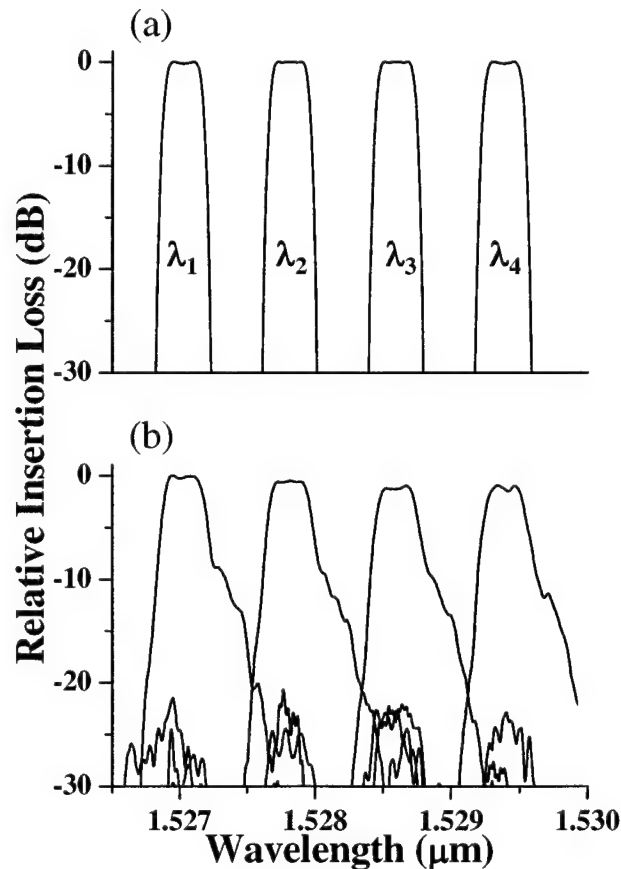 (a)
0
-10
-20
-30
λ1 λ2 λ3 λ4
Relative Insertion Loss (dB)
(b)
0
-10
-20
-30
1.527 1.528 1.529 1.530
Wavelength (μm)